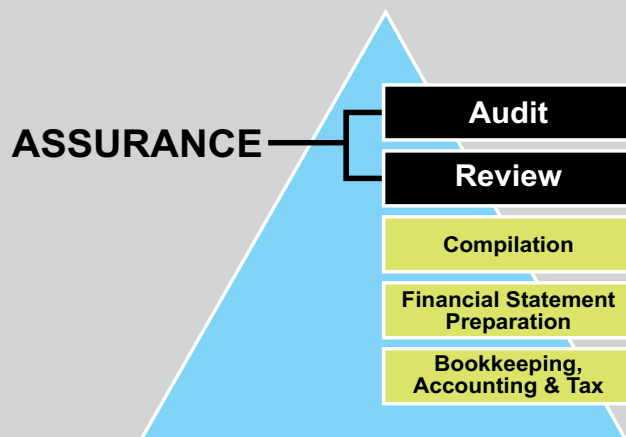 Audit
ASSURANCE
Review
Compilation
Financial Statement
Preparation
Bookkeeping,
Accounting & Tax